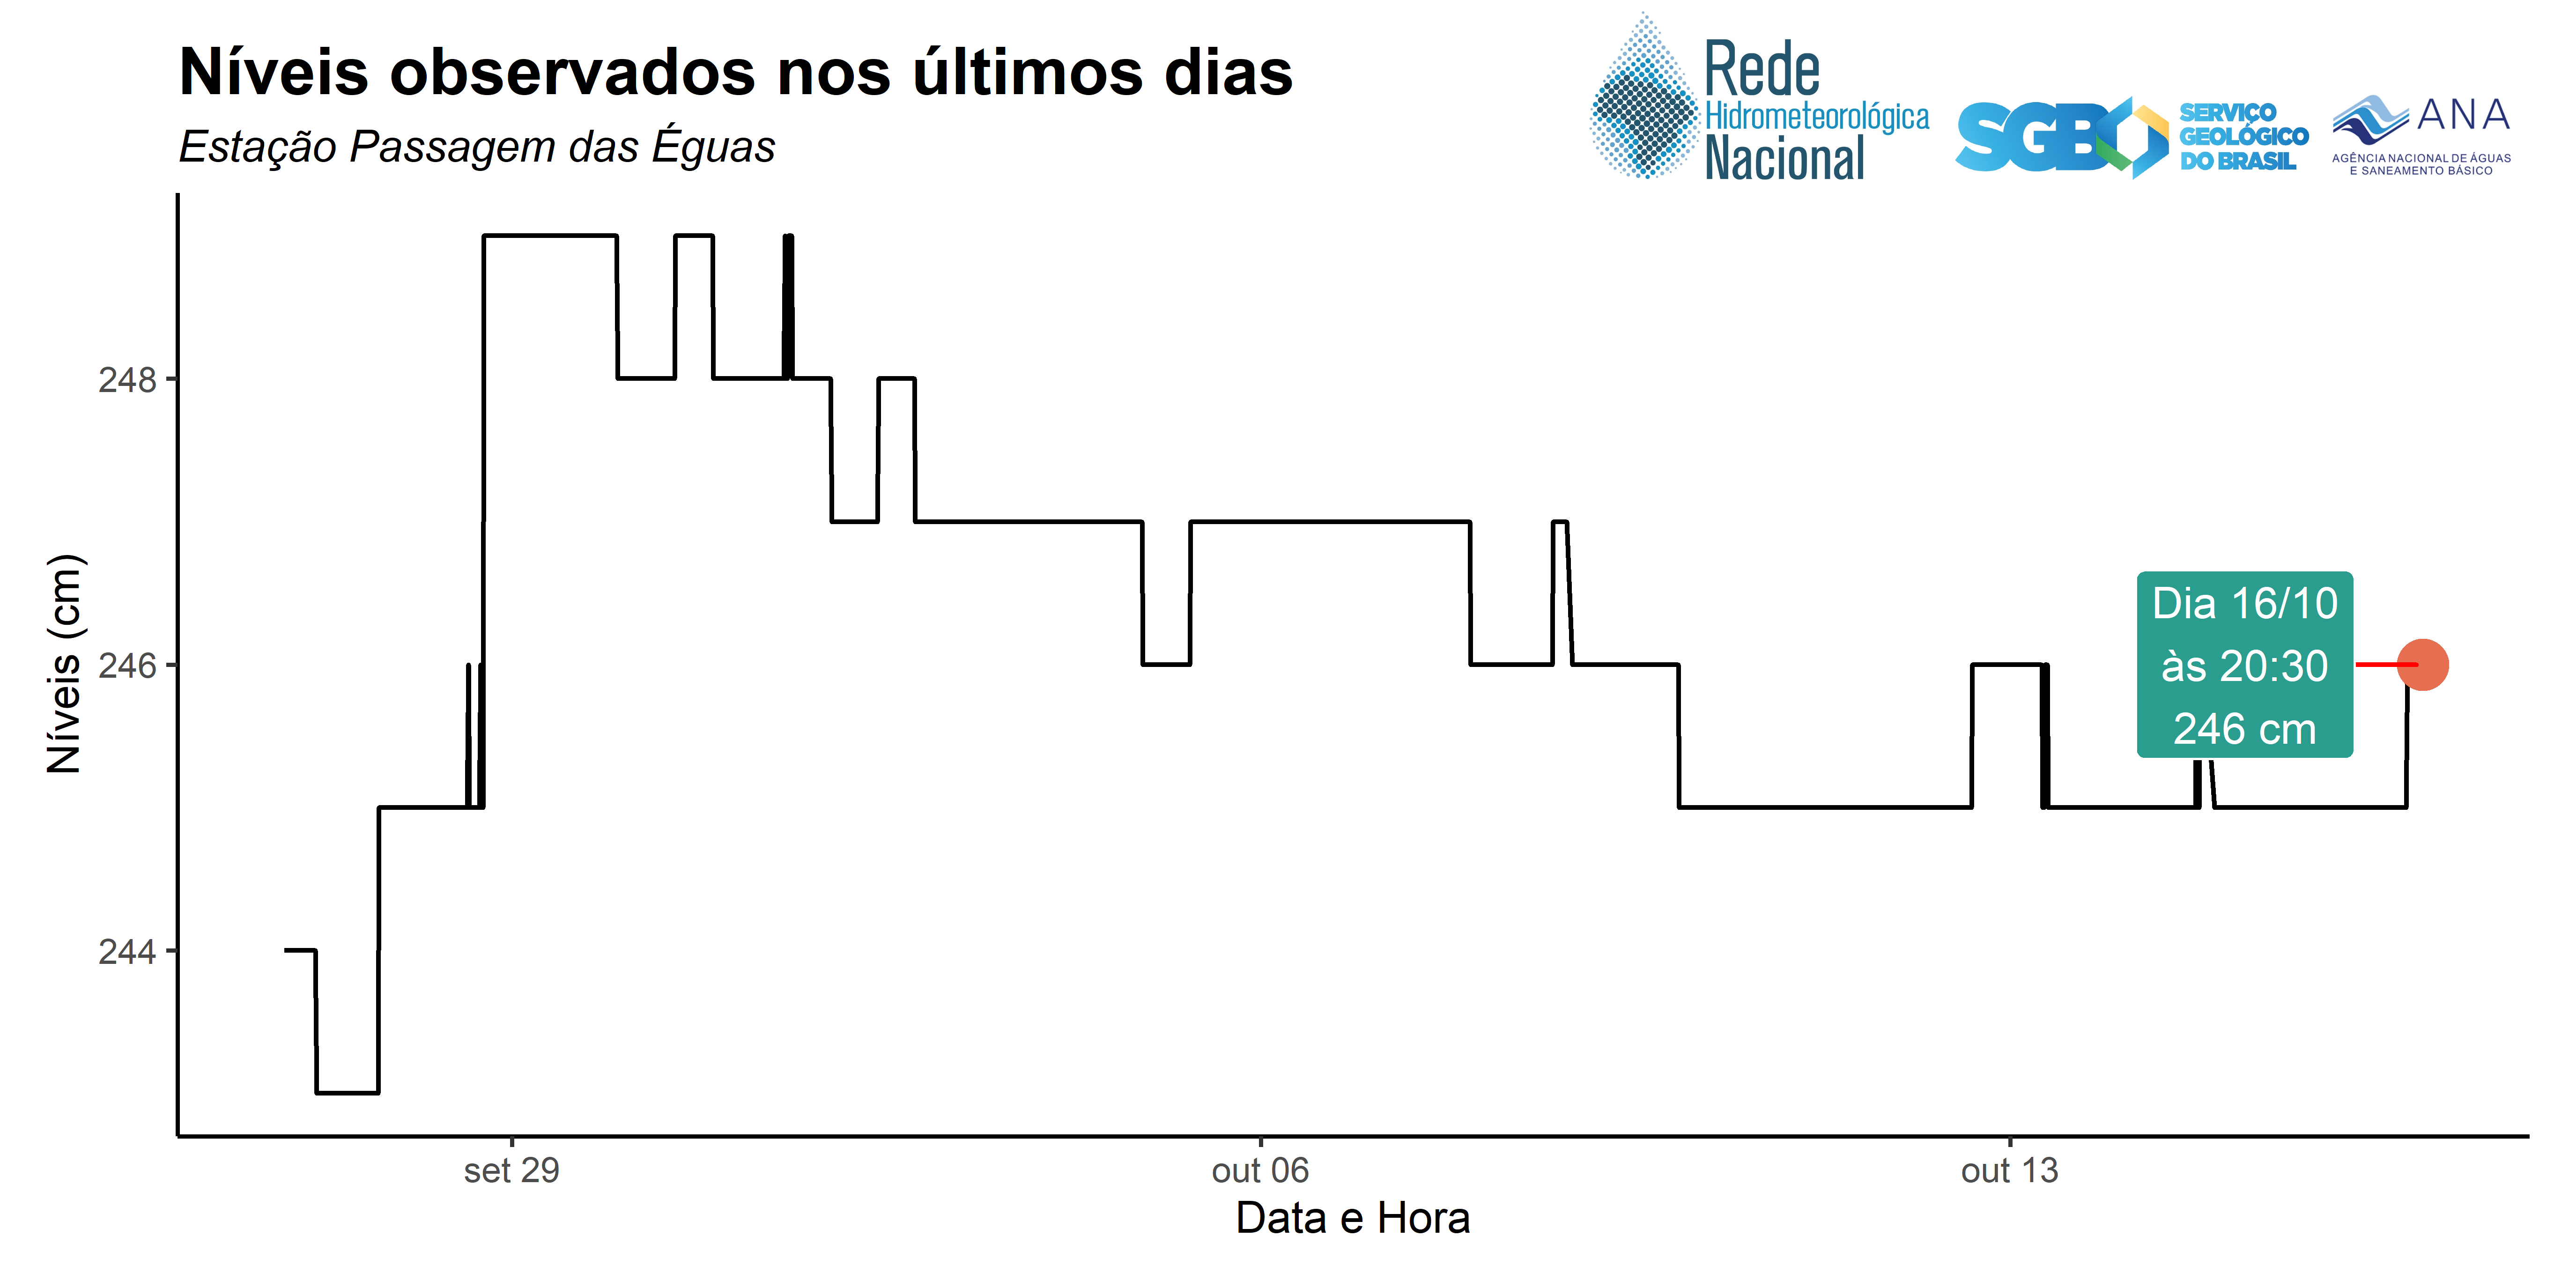 Níveis observados nos últimos dias
Estação Passagem das Éguas
Rede
Hidrometeorológica
Nacional
SGB
SERVIÇO
GEOLÓGICO
DO BRASIL
ANA
AGÊNCIA NACIONAL DE ÁGUAS
E SANEAMENTO BÁSICO
Níveis (cm)
248
246
244
Dia 16/10
às 20:30
246 cm
set 29
out 06
out 13
Data e Hora